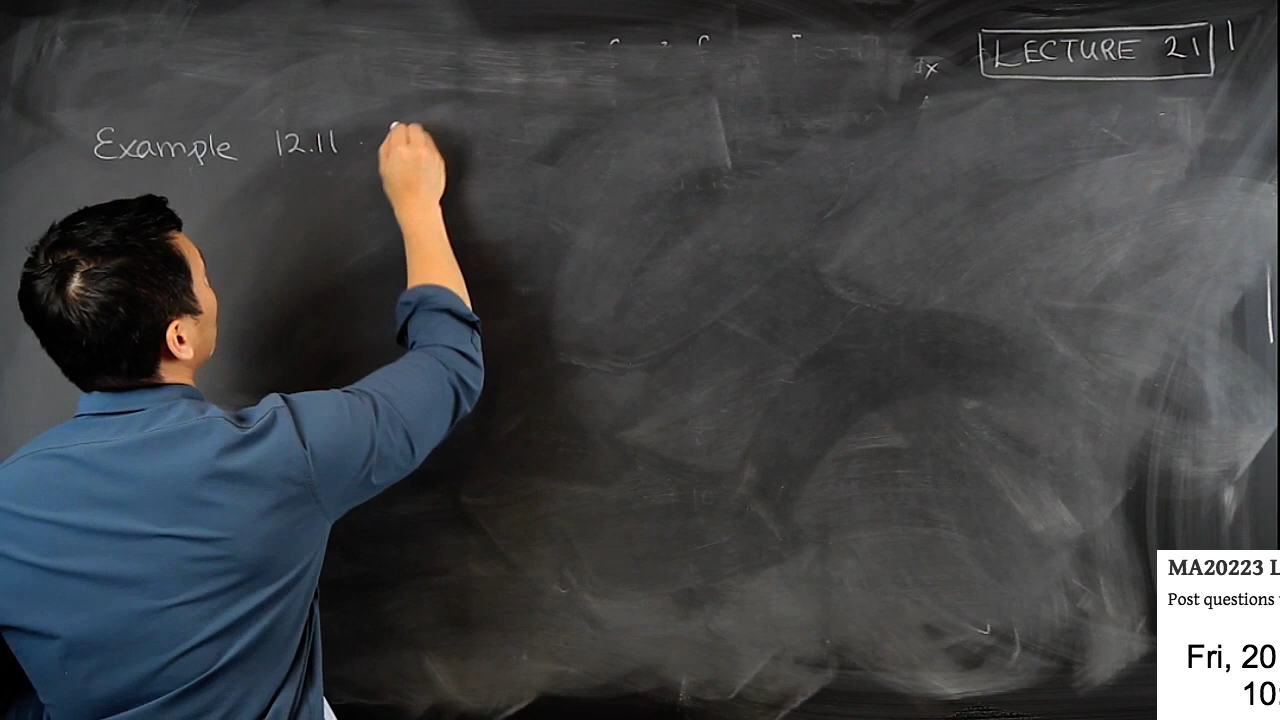 LECTURE 21
Example 12.11
MA20223 L
Post questions
Fri, 20
10: